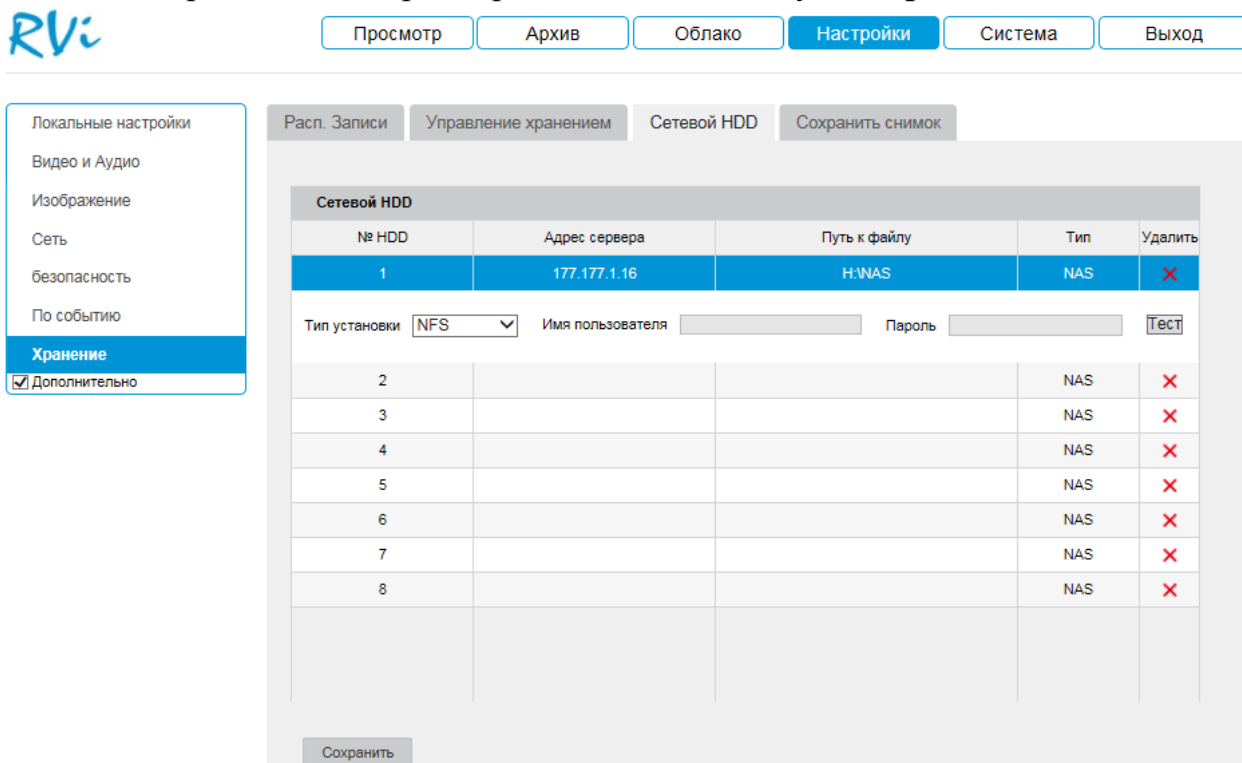 RVi
Просмотр Архив Облако Настройки Система Выход
Локальные настройки
Видео и Аудио
Изображение
Сеть
безопасность
По событию
Хранение
Дополнительно
Расп. Записи Управление хранением Сетевой HDD Сохранить снимок
Сетевой HDD
№ HDD Адрес сервера Путь к файлу Тип Удалить
1 177.177.1.16 H:\NAS NAS
Тип установки NFS Имя пользователя Пароль Тест
2 NAS
3 NAS
4 NAS
5 NAS
6 NAS
7 NAS
8 NAS
Сохранить